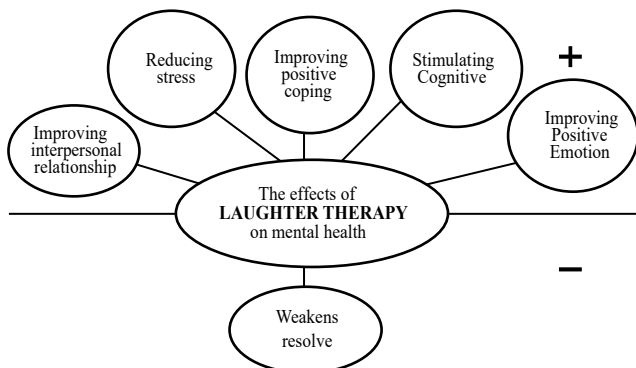 Reducing
stress
Improving
positive
coping
Stimulating
Cognitive
+
Improving
interpersonal
relationship
Improving
Positive
Emotion
The effects of
LAUGHTER THERAPY
on mental health
−
Weakens
resolve